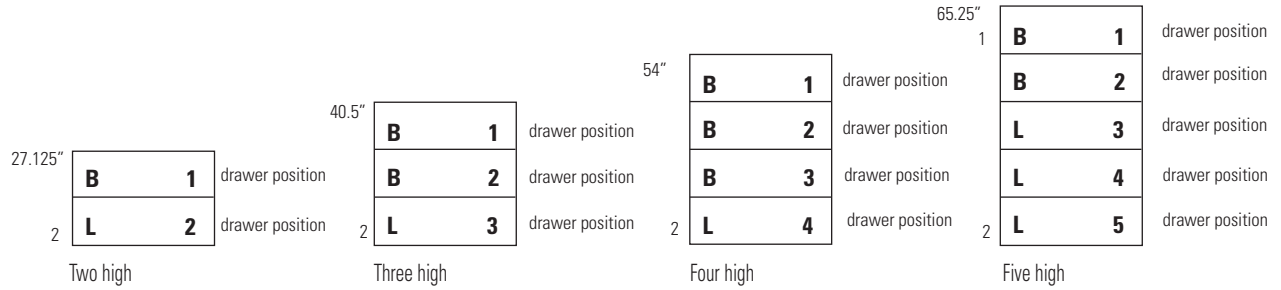 27.125″
B 1 drawer position
L 2 drawer position
2
Two high
40.5″
B 1 drawer position
B 2 drawer position
L 3 drawer position
2
Three high
54″
B 1 drawer position
B 2 drawer position
B 3 drawer position
L 4 drawer position
2
Four high
65.25″
1
B 1 drawer position
B 2 drawer position
L 3 drawer position
L 4 drawer position
L 5 drawer position
2
Five high